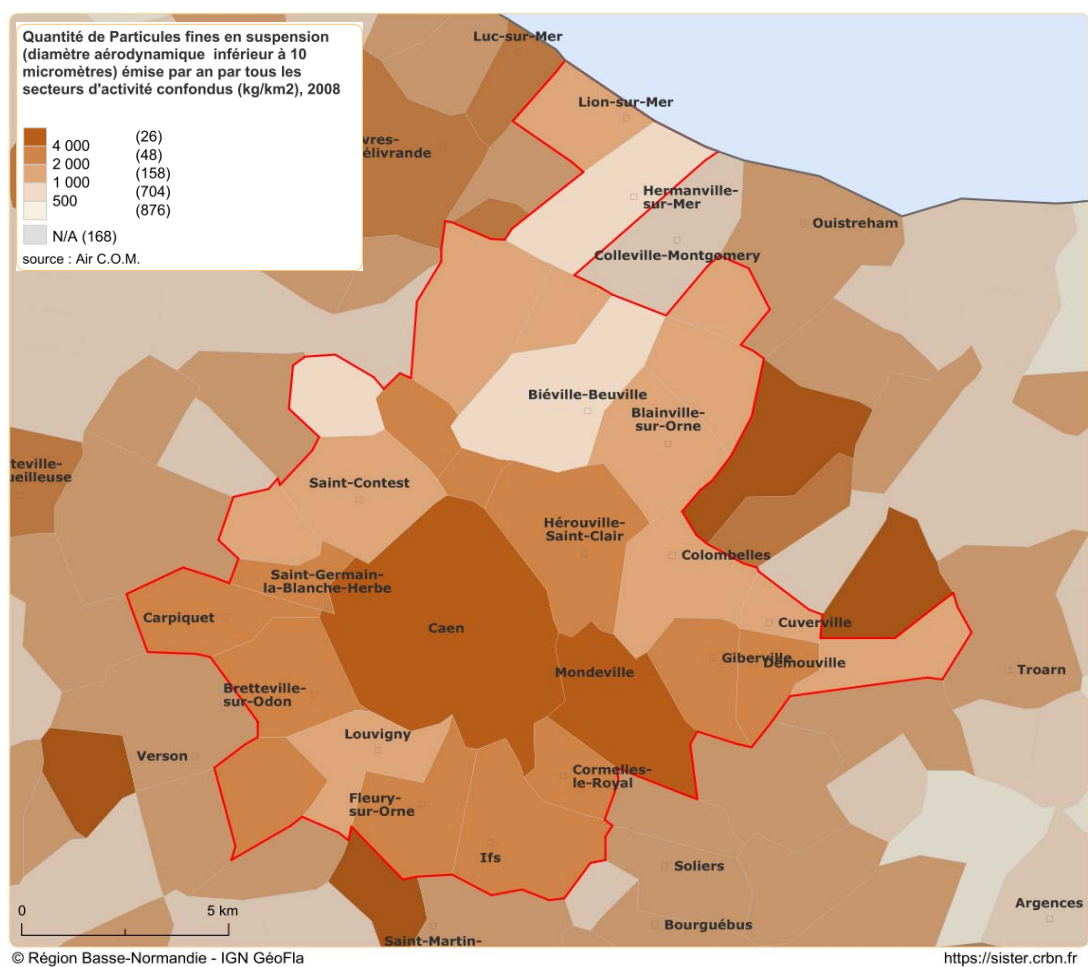 Quantité de Particules fines en suspension
(diamètre aérodynamique inférieur à 10
micromètres) émise par an par tous les
secteurs d'activité confondus (kg/km2), 2008
(26)
4 000
(48)
2 000
(158)
1 000
(704)
500
(876)
N/A (168)
source : Air C.O.M.
Luc-sur-Mer
Lion-sur-Mer
vres-
élivrande
Hermanville-
sur-Mer
Ouistreham
Colleville-Montgomery
Biéville-Beuville
Blainville-
sur-Orne
teville-
ueilleuse
Saint-Contest
Hérouville-
Saint-Clair
Colombelles
Saint-Germain-
la-Blanche-Herbe
Carpiquet
Caen
Cuverville
Giberville
Démouville
Mondeville
Troarn
Bretteville-
sur-Odon
Louvigny
Verson
Cormelles-
le-Royal
Fleury-
sur-Orne
Ifs
Soliers
Argences
Bourguébus
Saint-Martin-
0 5 km
© Région Basse-Normandie - IGN GéoFla
https://sister.crbn.fr